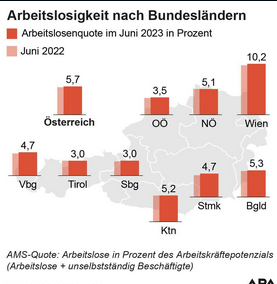 Arbeitslosigkeit nach Bundesländern
Arbeitslosenquote im Juni 2023 in Prozent
Juni 2022
5,7
Österreich
3,5
OÖ
5,1
NÖ
10,2
Wien
4,7
Vbg
3,0
Tirol
3,0
Sbg
5,2
Ktn
4,7
Stmk
5,3
Bgld
AMS-Quote: Arbeitslose in Prozent des Arbeitskräftepotenzials
(Arbeitslose + unselbstständig Beschäftigte)